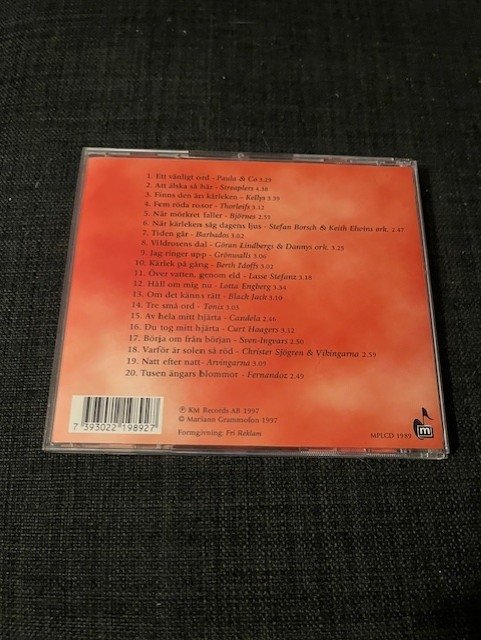 1. Ett vänligt ord - Paula & Co 3.29
2. Att älska så här - Streaplers 4.38
3. Finns den än kärleken - Kellys 3.39
4. Fem röda rosor - Thorleifs 3.12
5. När mörkret faller - Björnes 2.59
6. När kärleken såg dagens ljus - Stefan Borsch & Keith Elwins ork. 2.47
7. Tiden går - Barbados 3.02
8. Vildrosens dal - Göran Lindbergs & Dannys ork. 3.25
9. Jag ringer upp - Grönwalls 3.06
10. Kärlek på gång - Berth Idoffs 3.02
11. Över vatten, genom eld - Lasse Stefanz 3.18
12. Håll om mig nu - Lotta Engberg 3.34
13. Om det känns rätt - Black Jack 3.10
14. Tre små ord - Tonix 3.03
15. Av hela mitt hjärta - Candela 2.46
16. Du tog mitt hjärta - Curt Haagers 3.12
17. Börja om från början - Sven-Ingvars 2.50
18. Varför är solen så röd - Christer Sjögren & Vikingarna 2.59
19. Natt efter natt- Arvingarna 3.09
20. Tusen ängars blommor - Fernandoz 2.49
℗ KM Records AB 1997
© Mariann Grammofon 1997
Formgivning: Fri Reklam
7 393022 198927
m
MPLCD 1989